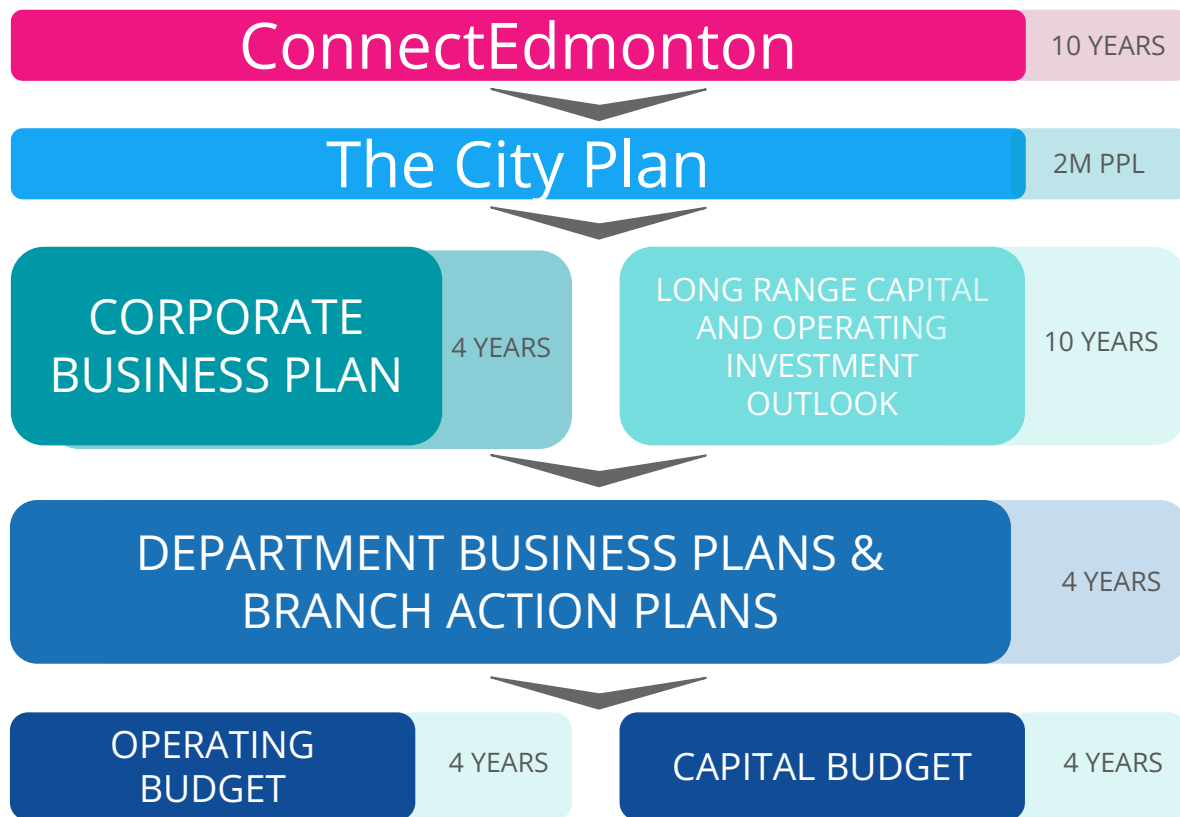 ConnectEdmonton
10 YEARS
The City Plan
2M PPL
CORPORATE
BUSINESS PLAN
4 YEARS
LONG RANGE CAPITAL
AND OPERATING
INVESTMENT
OUTLOOK
10 YEARS
DEPARTMENT BUSINESS PLANS &
BRANCH ACTION PLANS
4 YEARS
OPERATING
BUDGET
4 YEARS
CAPITAL BUDGET
4 YEARS